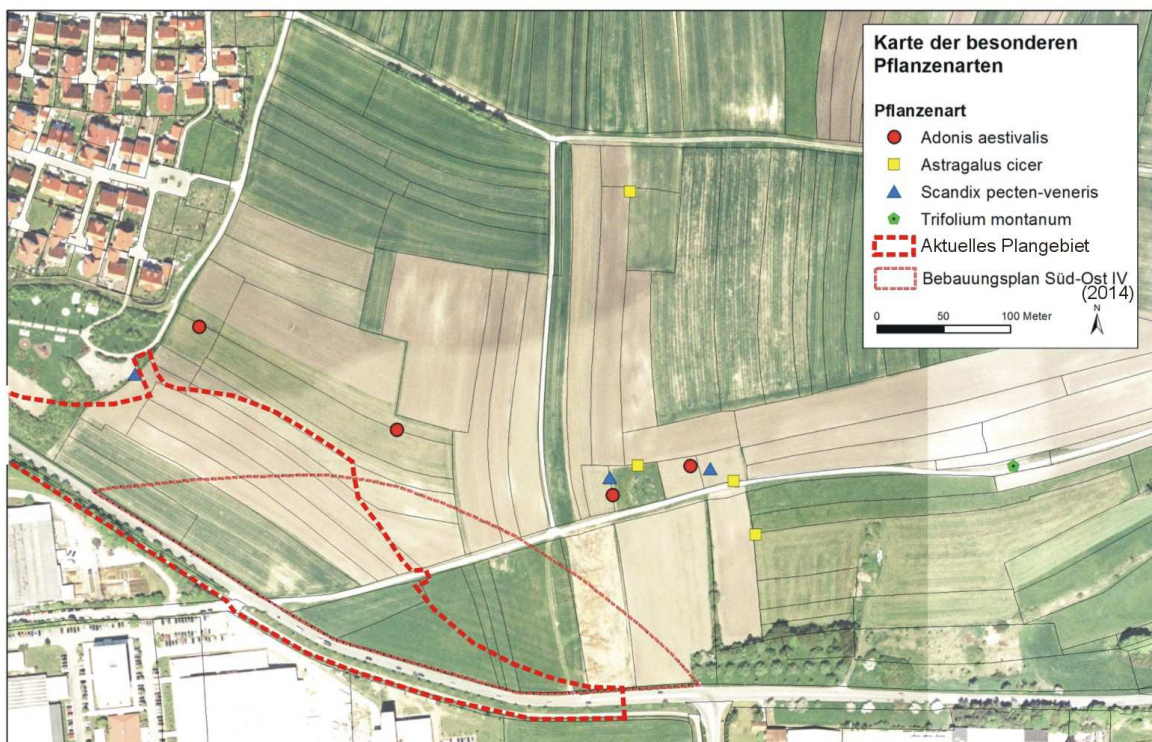 Karte der besonderen
Pflanzenarten
Pflanzenart
Adonis aestivalis
Astragalus cicer
Scandix pecten-veneris
Trifolium montanum
Aktuelles Plangebiet
Bebauungsplan Süd-Ost IV
(2014)
N
0 50 100 Meter